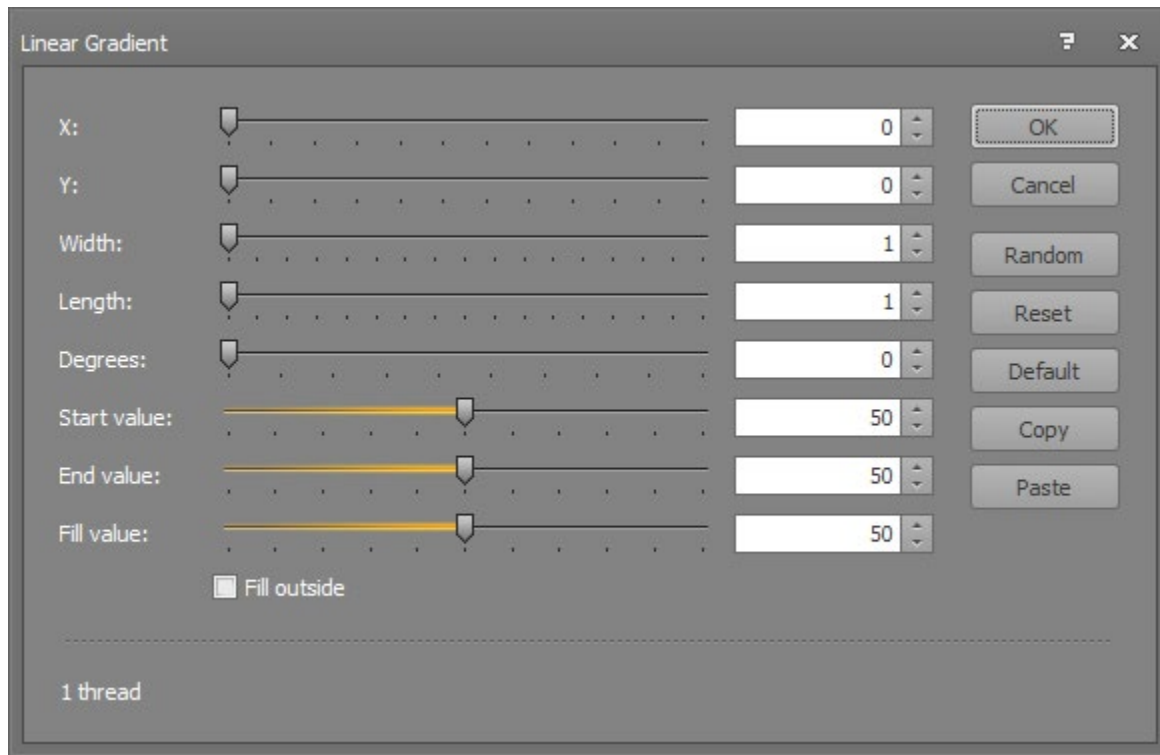 Linear Gradient ? x
X: 0 OK
Y: 0 Cancel
Width: 1 Random
Length: 1 Reset
Degrees: 0 Default
Start value: 50 Copy
End value: 50 Paste
Fill value: 50
Fill outside
1 thread